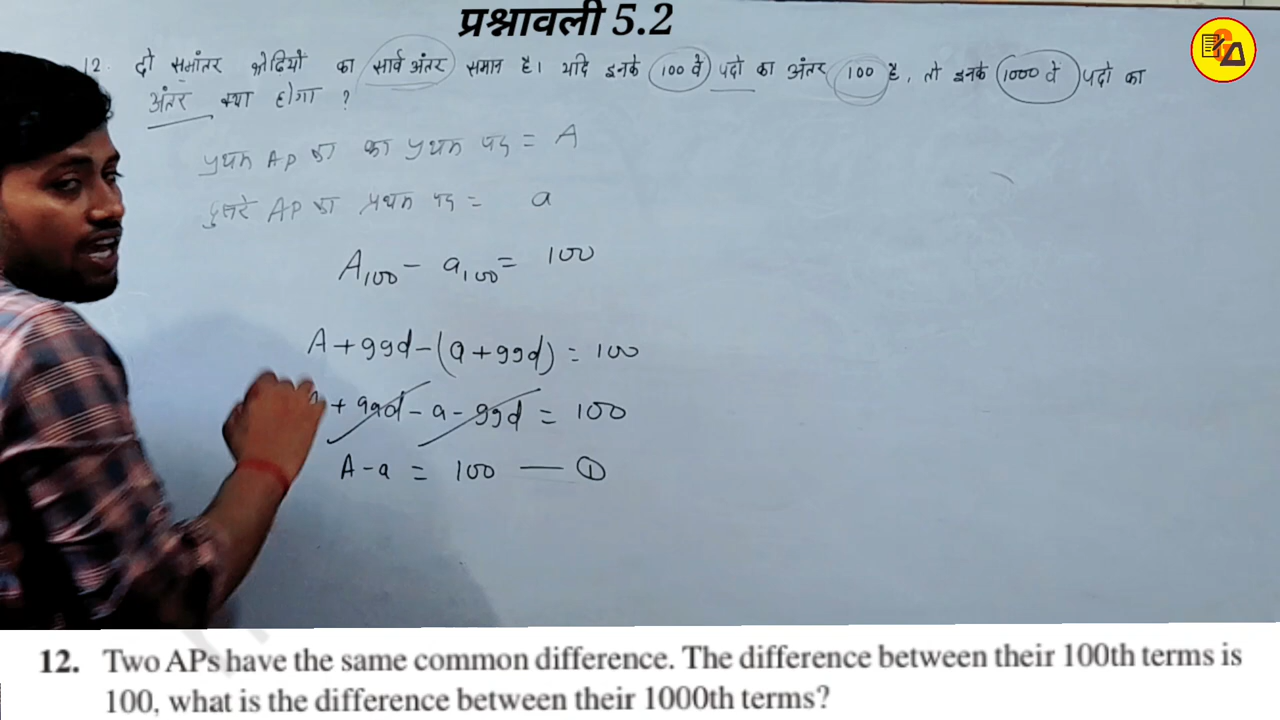 प्रश्नावली 5.2
12. दो समांतर श्रेढियों का सार्व अंतर समान है। यदि इनके 100 वें पदों का अंतर 100 है, तो इनके 1000 वें पदों का
अंतर क्या होगा ?
प्रथम AP का का प्रथम पद = A
दुसरे AP का प्रथम पद = a
A₁₀₀ - a₁₀₀ = 100
A + 99d - (a + 99d) = 100
A + 99d - a - 99d = 100
A - a = 100 — ①
12. Two APs have the same common difference. The difference between their 100th terms is
100, what is the difference between their 1000th terms?